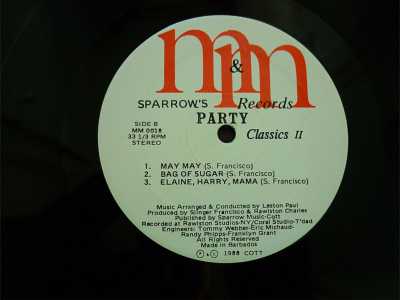 m&m
SPARROW'S Records
PARTY
Classics II
SIDE B
MM 0018
33 1/3 RPM
STEREO
1. MAY MAY (S. Francisco)
2. BAG OF SUGAR (S. Francisco)
3. ELAINE, HARRY, MAMA (S. Francisco)
Music Arranged & Conducted by Leston Paul
Produced by Slinger Francisco & Rawlston Charles
Published by Sparrow Music-Cott
Recorded at Rawlston Studios-NY/Coral Studio-T'dad
Engineers: Tommy Webber-Eric Michaud-
Randy Phipps-Franklyn Grant
All Rights Reserved
Made in Barbados
℗ & © 1988 COTT